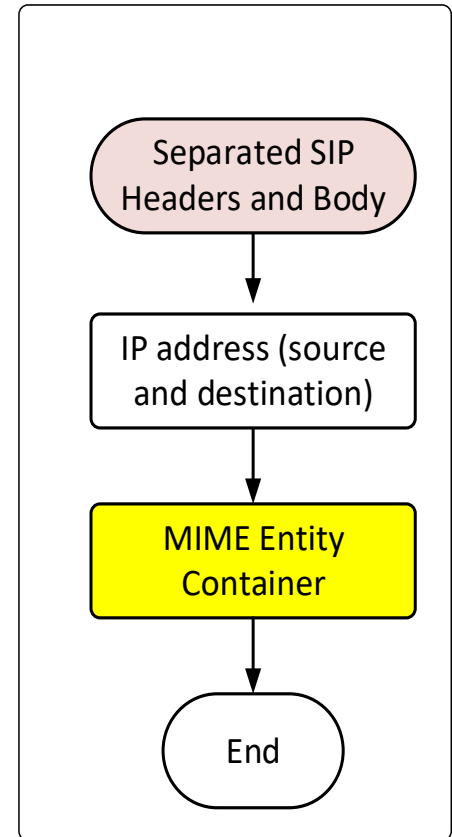 Separated SIP
Headers and Body
IP address (source
and destination)
MIME Entity
Container
End